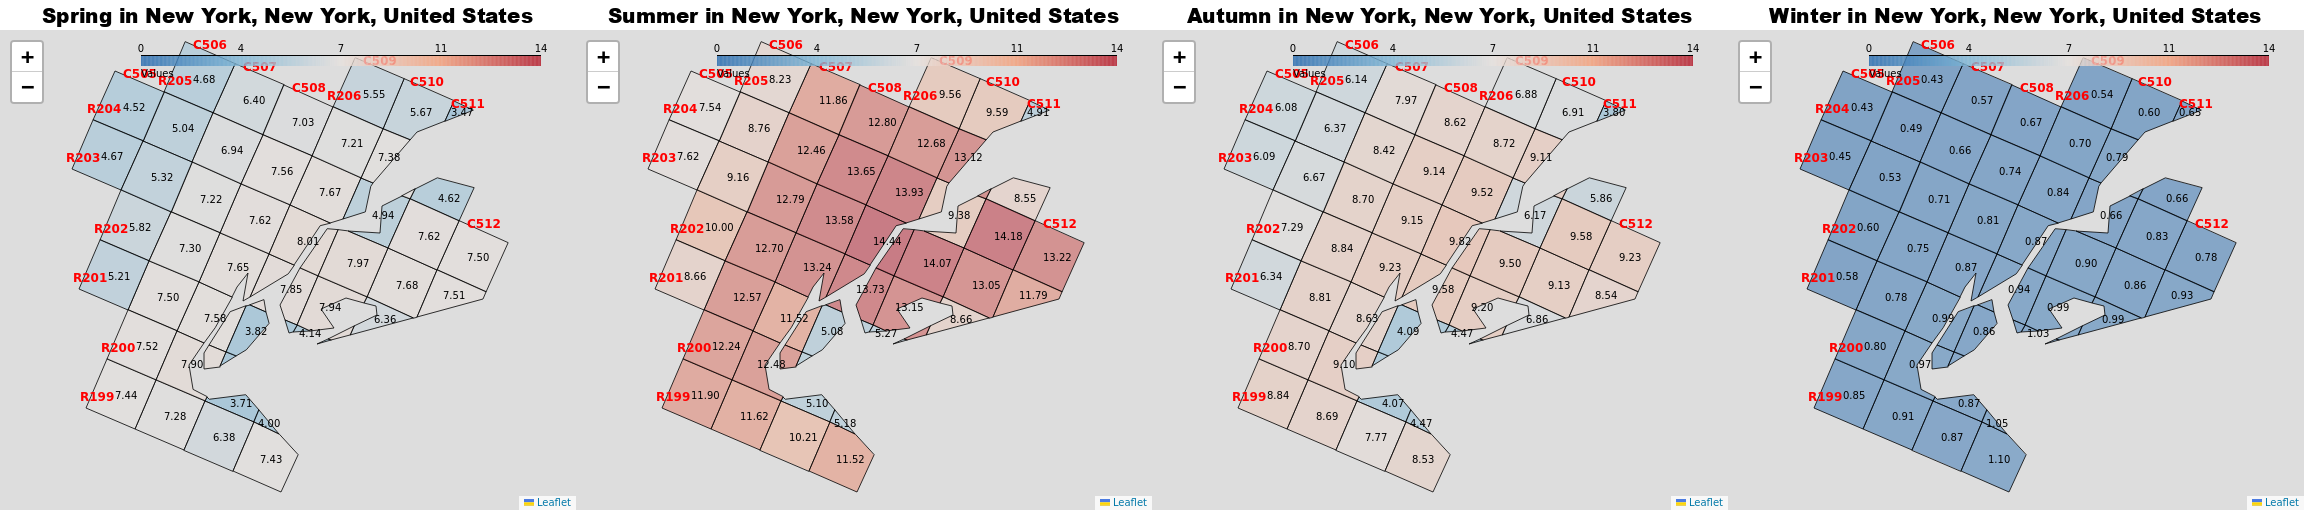 Spring in New York, New York, United States
+
−
0 4 7 11 14
Values
C506
C505 R205 4.68 C507 C509
R204 4.52 6.40 C508 R206 5.55 C510
5.04 7.03 5.67 C511 3.47
R203 4.67 6.94 7.21 7.38
5.32 7.56
7.22 7.67 4.62
R202 5.82 7.62 4.94 C512
7.30 8.01 7.62
R201 5.21 7.65 7.97 7.50
7.50 7.85 7.68 7.51
7.58 7.94 6.36
3.82 4.14
R200 7.52
7.90
R199 7.44 3.71
7.28 4.00
6.38
7.43
Leaflet
Summer in New York, New York, United States
+
−
0 4 7 11 14
Values
C506
C505 R205 8.23 C507 C509
R204 7.54 11.86 C508 R206 9.56 C510
8.76 12.80 9.59 C511 4.91
R203 7.62 12.46 12.68 13.12
9.16 13.65
12.79 13.93 8.55
R202 10.00 13.58 9.38 C512
12.70 14.44 14.18
R201 8.66 13.24 14.07 13.22
12.57 13.73 13.05 11.79
11.52 13.15 8.66
5.08 5.27
R200 12.24
12.48
R199 11.90 5.10
11.62 5.18
10.21
11.52
Leaflet
Autumn in New York, New York, United States
+
−
0 4 7 11 14
Values
C506
C505 R205 6.14 C507 C509
R204 6.08 7.97 C508 R206 6.88 C510
6.37 8.62 6.91 C511 3.80
R203 6.09 8.42 8.72 9.11
6.67 9.14
8.70 9.52 5.86
R202 7.29 9.15 6.17 C512
8.84 9.82 9.58
R201 6.34 9.23 9.50 9.23
8.81 9.58 9.13 8.54
8.63 9.20 6.86
4.09 4.47
R200 8.70
9.10
R199 8.84 4.07
8.69 4.47
7.77
8.53
Leaflet
Winter in New York, New York, United States
+
−
0 4 7 11 14
Values
C506
C505 R205 0.43 C507 C509
R204 0.43 0.57 C508 R206 0.54 C510
0.49 0.67 0.60 C511 0.65
R203 0.45 0.66 0.70 0.79
0.53 0.74
0.71 0.84 0.66
R202 0.60 0.81 0.66 C512
0.75 0.87 0.83
R201 0.58 0.87 0.90 0.78
0.78 0.94 0.86 0.93
0.99 0.99 0.99
0.86 1.03
R200 0.80
0.97
R199 0.85 0.87
0.91 1.05
0.87
1.10
Leaflet